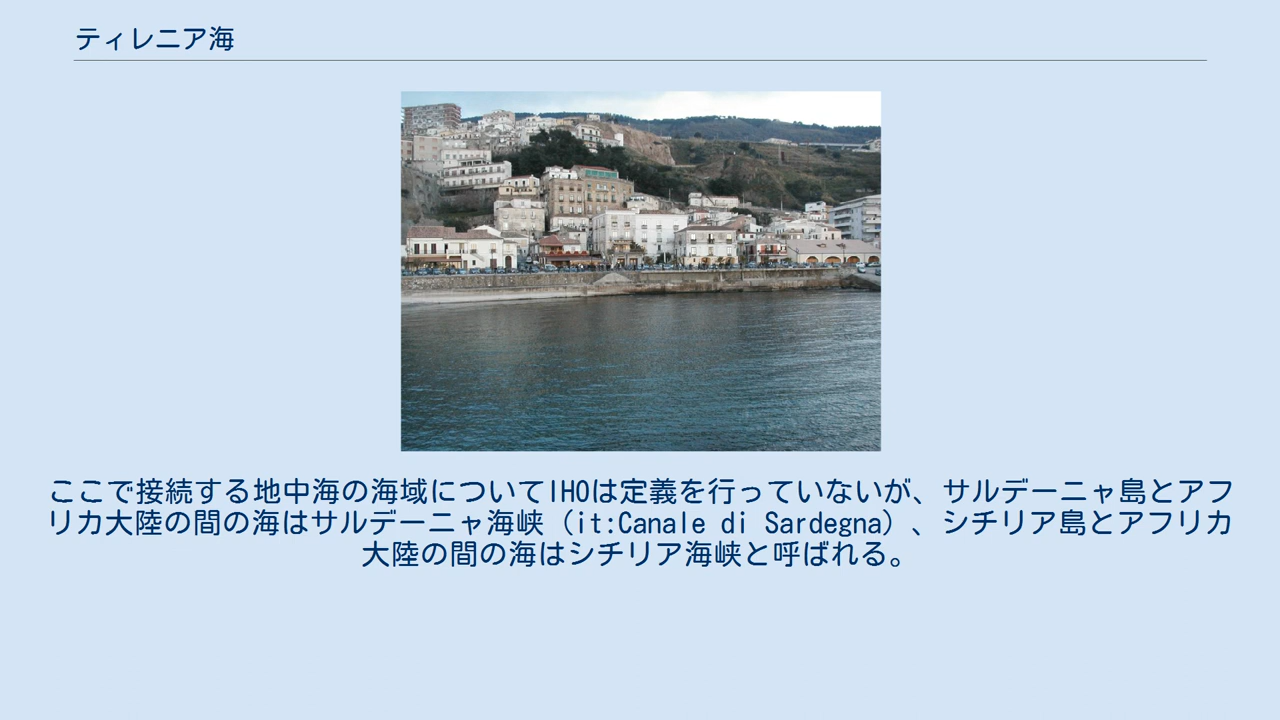 ティレニア海
ここで接続する地中海の海域についてIHOは定義を行っていないが、サルデーニャ島とアフ
リカ大陸の間の海はサルデーニャ海峡（it:Canale di Sardegna）、シチリア島とアフリカ
大陸の間の海はシチリア海峡と呼ばれる。